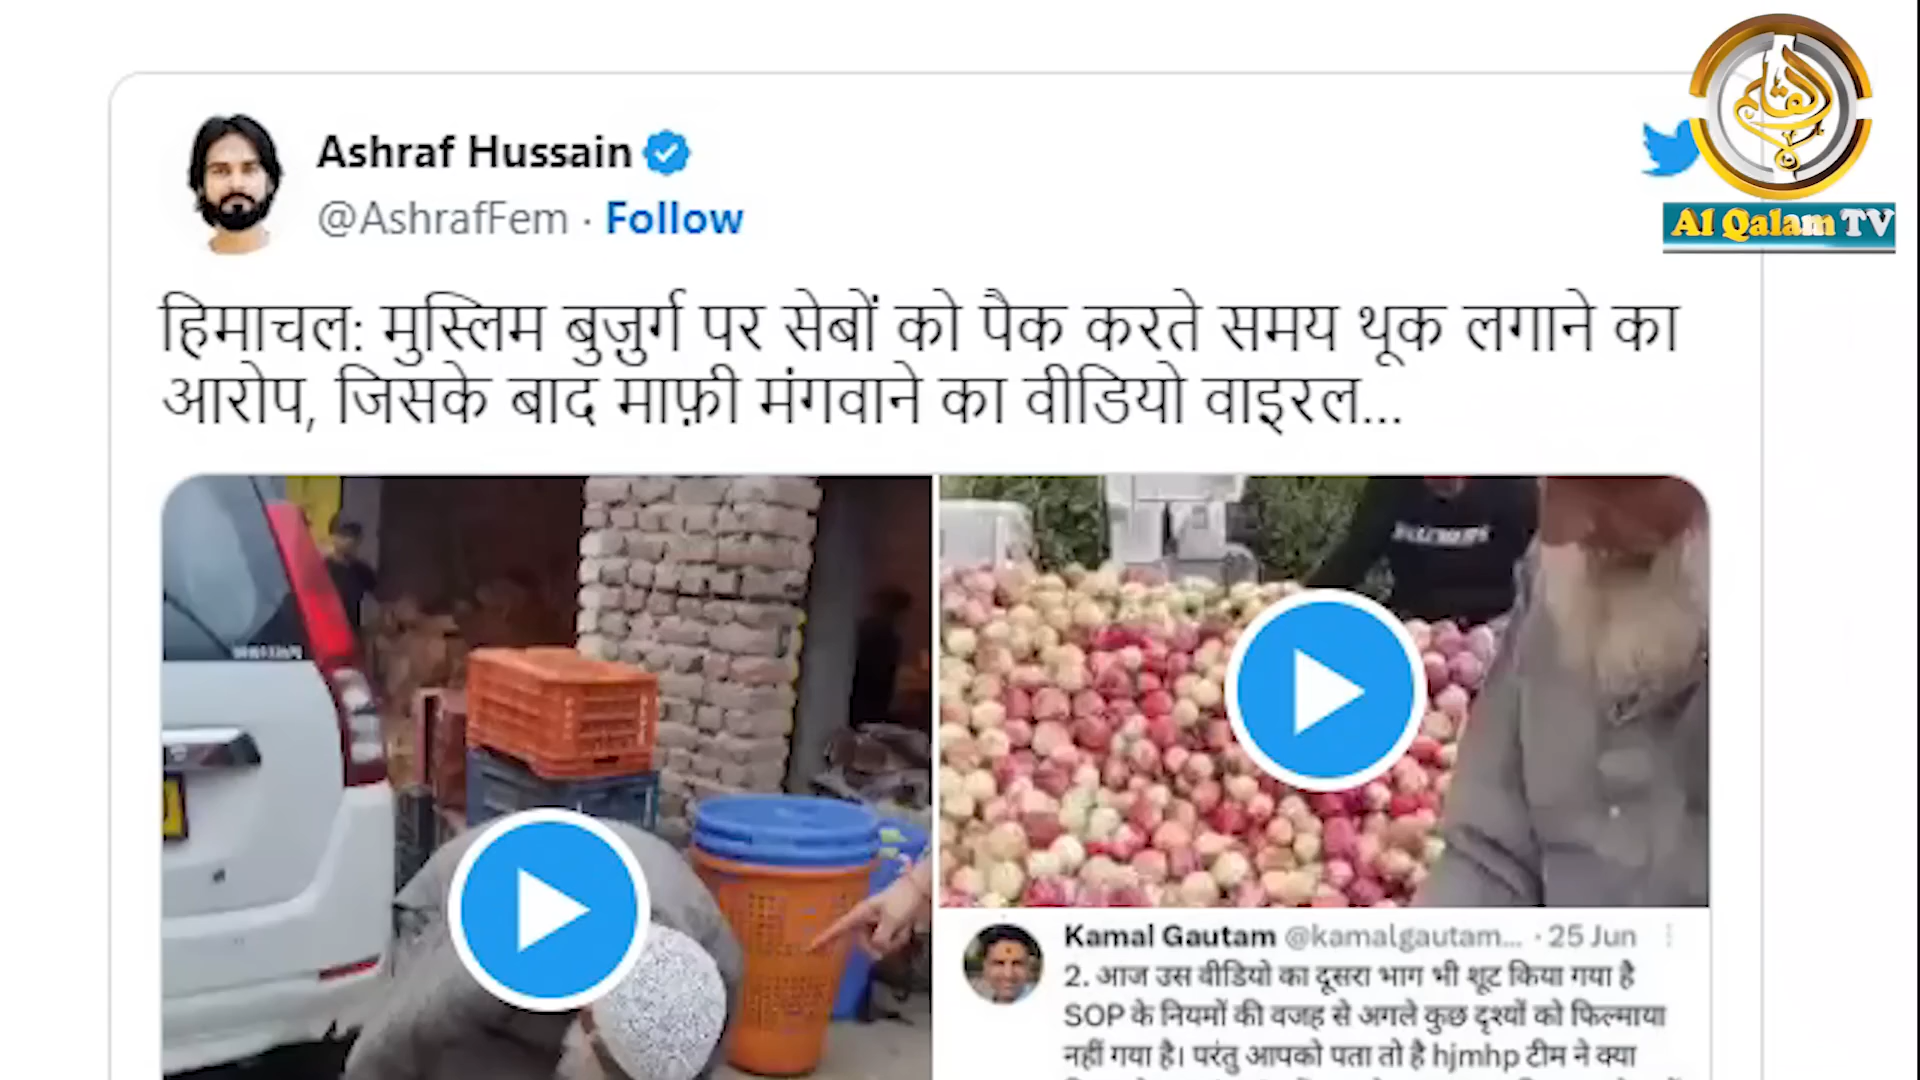 Ashraf Hussain
@AshrafFem · Follow
القلم
Al Qalam TV
हिमाचल: मुस्लिम बुज़ुर्ग पर सेबों को पैक करते समय थूक लगाने का
आरोप, जिसके बाद माफ़ी मंगवाने का वीडियो वाइरल...
Kamal Gautam @kamalgautam... · 25 Jun
2. आज उस वीडियो का दूसरा भाग भी शूट किया गया है
SOP के नियमों की वजह से अगले कुछ दृश्यों को फिल्माया
नहीं गया है। परंतु आपको पता तो है hjmhp टीम ने क्या